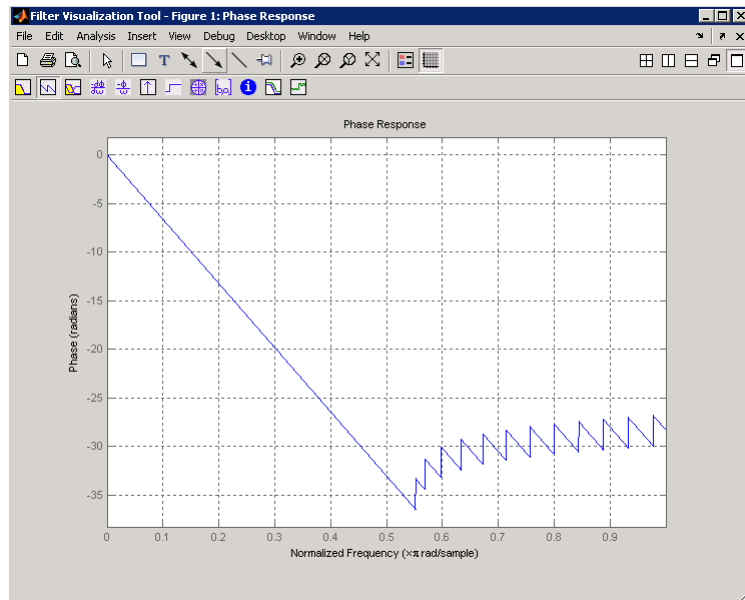 Filter Visualization Tool - Figure 1: Phase Response
File Edit Analysis Insert View Debug Desktop Window Help
Phase Response
0
-5
-10
-15
-20
-25
-30
-35
Phase (radians)
0 0.1 0.2 0.3 0.4 0.5 0.6 0.7 0.8 0.9
Normalized Frequency (×π rad/sample)